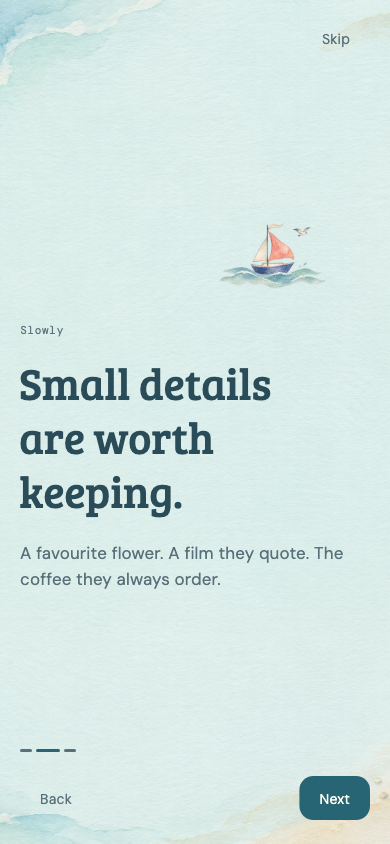 Skip
Slowly
Small details
are worth
keeping.
A favourite flower. A film they quote. The
coffee they always order.
Back
Next